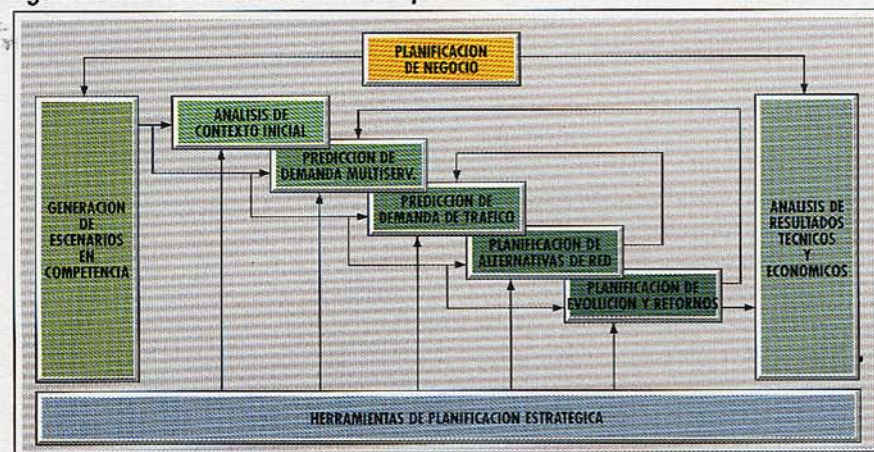 PLANIFICACION
DE NEGOCIO
GENERACION
DE
ESCENARIOS
EN
COMPETENCIA
ANALISIS DE
CONTEXTO INICIAL
PREDICCION DE
DEMANDA MULTISERV.
PREDICCION DE
DEMANDA DE TRAFICO
PLANIFICACION DE
ALTERNATIVAS DE RED
PLANIFICACION DE
EVOLUCION Y RETORNOS
ANALISIS DE
RESULTADOS
TECNICOS
Y
ECONOMICOS
HERRAMIENTAS DE PLANIFICACION ESTRATEGICA